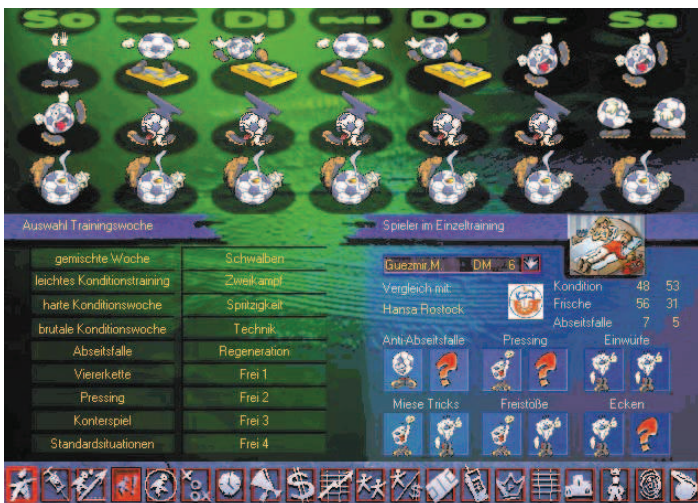 So Mo Di Mi Do Fr Sa
Auswahl Trainingswoche
gemischte Woche
leichtes Konditionstraining
harte Konditionswoche
brutale Konditionswoche
Abseitsfalle
Viererkette
Pressing
Konterspiel
Standardsituationen
Schwalben
Zweikampf
Spritzigkeit
Technik
Regeneration
Frei 1
Frei 2
Frei 3
Frei 4
Spieler im Einzeltraining
Guezmir,M. DM 6
Vergleich mit:
Hansa Rostock
Kondition 48 53
Frische 56 31
Abseitsfalle 7 5
Anti-Abseitsfalle Pressing Einwürfe
Miese Tricks Freistöße Ecken